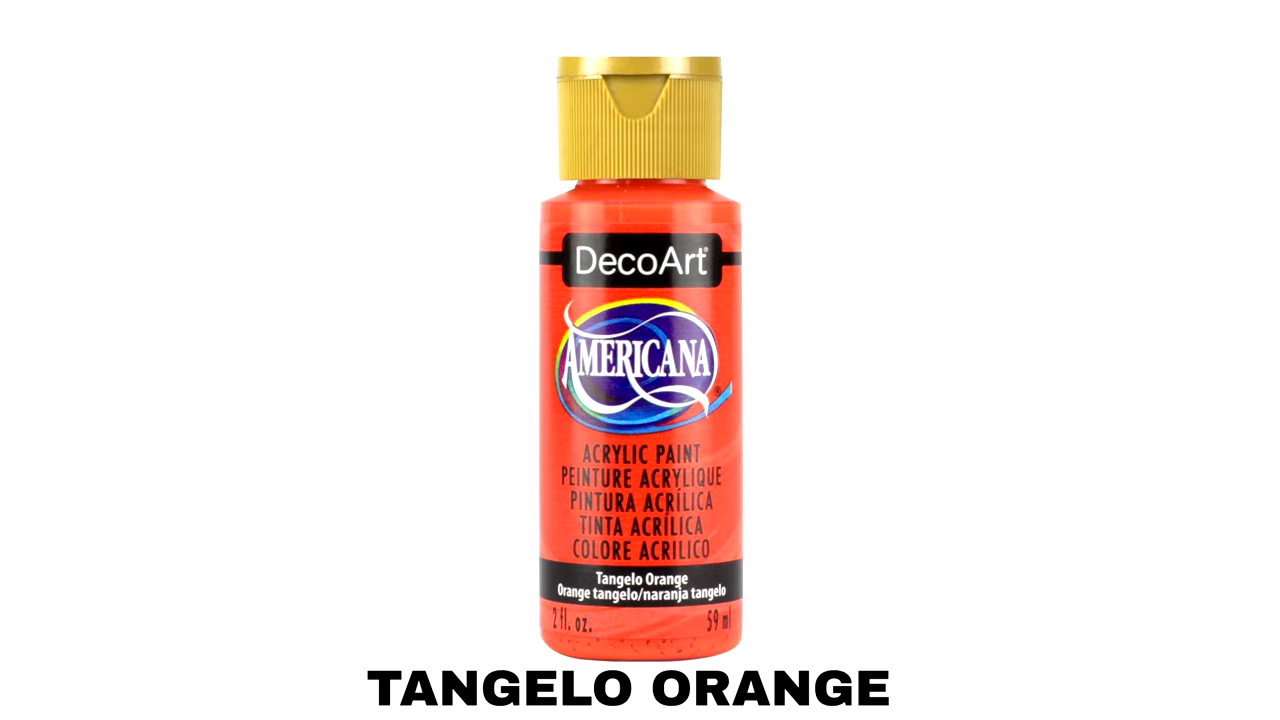 DecoArt®
AMERICANA®
ACRYLIC PAINT
PEINTURE ACRYLIQUE
PINTURA ACRÍLICA
TINTA ACRÍLICA
COLORE ACRILICO
Tangelo Orange
Orange tangelo/naranja tangelo
2 fl. oz. 59 ml
TANGELO ORANGE